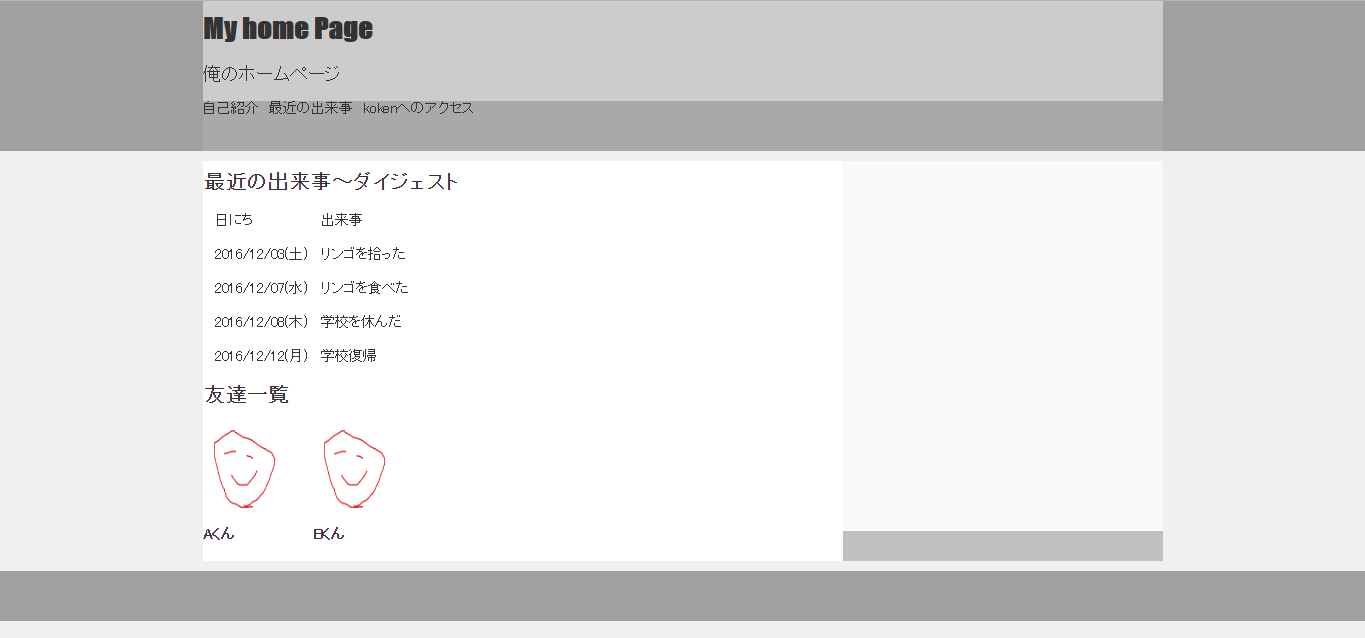 My home Page
俺のホームページ
自己紹介 最近の出来事 kokenへのアクセス
最近の出来事～ダイジェスト
日にち 出来事
2016/12/03(土) リンゴを拾った
2016/12/07(水) リンゴを食べた
2016/12/08(木) 学校を休んだ
2016/12/12(月) 学校復帰
友達一覧
Aくん Bくん